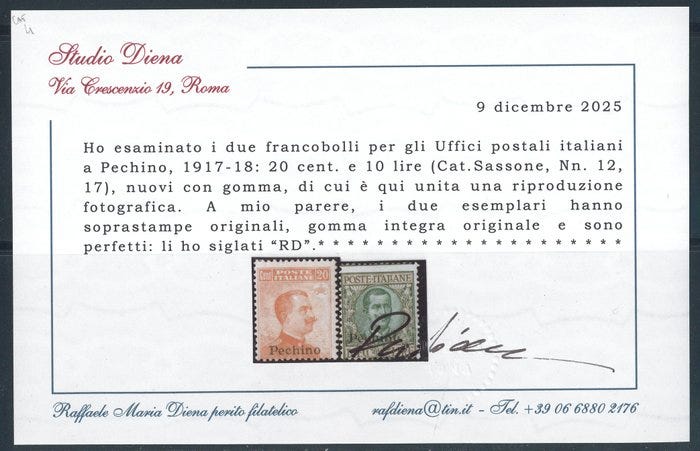 Studio Diena
Via Crescenzio 19, Roma
9 dicembre 2025
Ho esaminato i due francobolli per gli Uffici postali italiani
a Pechino, 1917-18: 20 cent. e 10 lire (Cat.Sassone, Nn. 12,
17), nuovi con gomma, di cui è qui unita una riproduzione
fotografica. A mio parere, i due esemplari hanno
soprastampe originali, gomma integra originale e sono
perfetti: li ho siglati “RD”.* * * * * * * * * * * * * * * * * * * * *
POSTE
ITALIANE
Cent 20
Pechino
POSTE ITALIANE
Raffaele Maria Diena perito filatelico
rafdiena@tin.it - Tel. +39 06 6880 2176